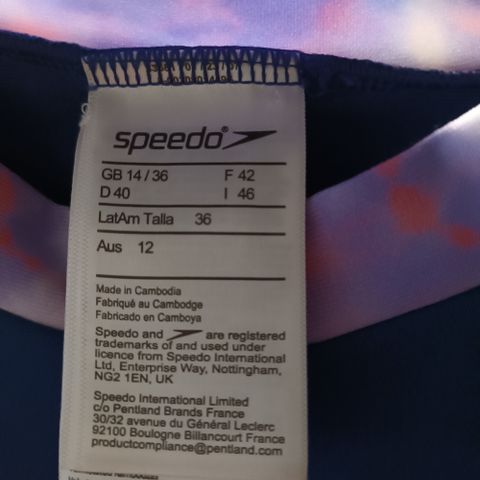 speedo
GB 14 / 36 F 42
D 40 I 46
LatAm Talla 36
Aus 12
Made in Cambodia
Fabriqué au Cambodge
Fabricado en Camboya
Speedo and are registered
trademarks of and used under
licence from Speedo International
Ltd, Enterprise Way, Nottingham,
NG2 1EN, UK
Speedo International Limited
c/o Pentland Brands France
30/32 avenue du Général Leclerc
92100 Boulogne Billancourt France
productcompliance@pentland.com